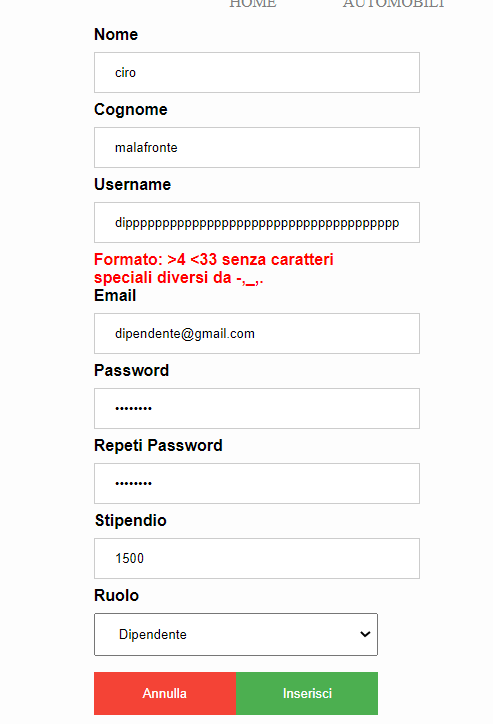 HOME AUTOMOBILI
Nome
ciro
Cognome
malafronte
Username
dippppppppppppppppppppppppppppppppppppp
Formato: >4 <33 senza caratteri
speciali diversi da -,_,.
Email
dipendente@gmail.com
Password
••••••••
Repeti Password
••••••••
Stipendio
1500
Ruolo
Dipendente
Annulla Inserisci